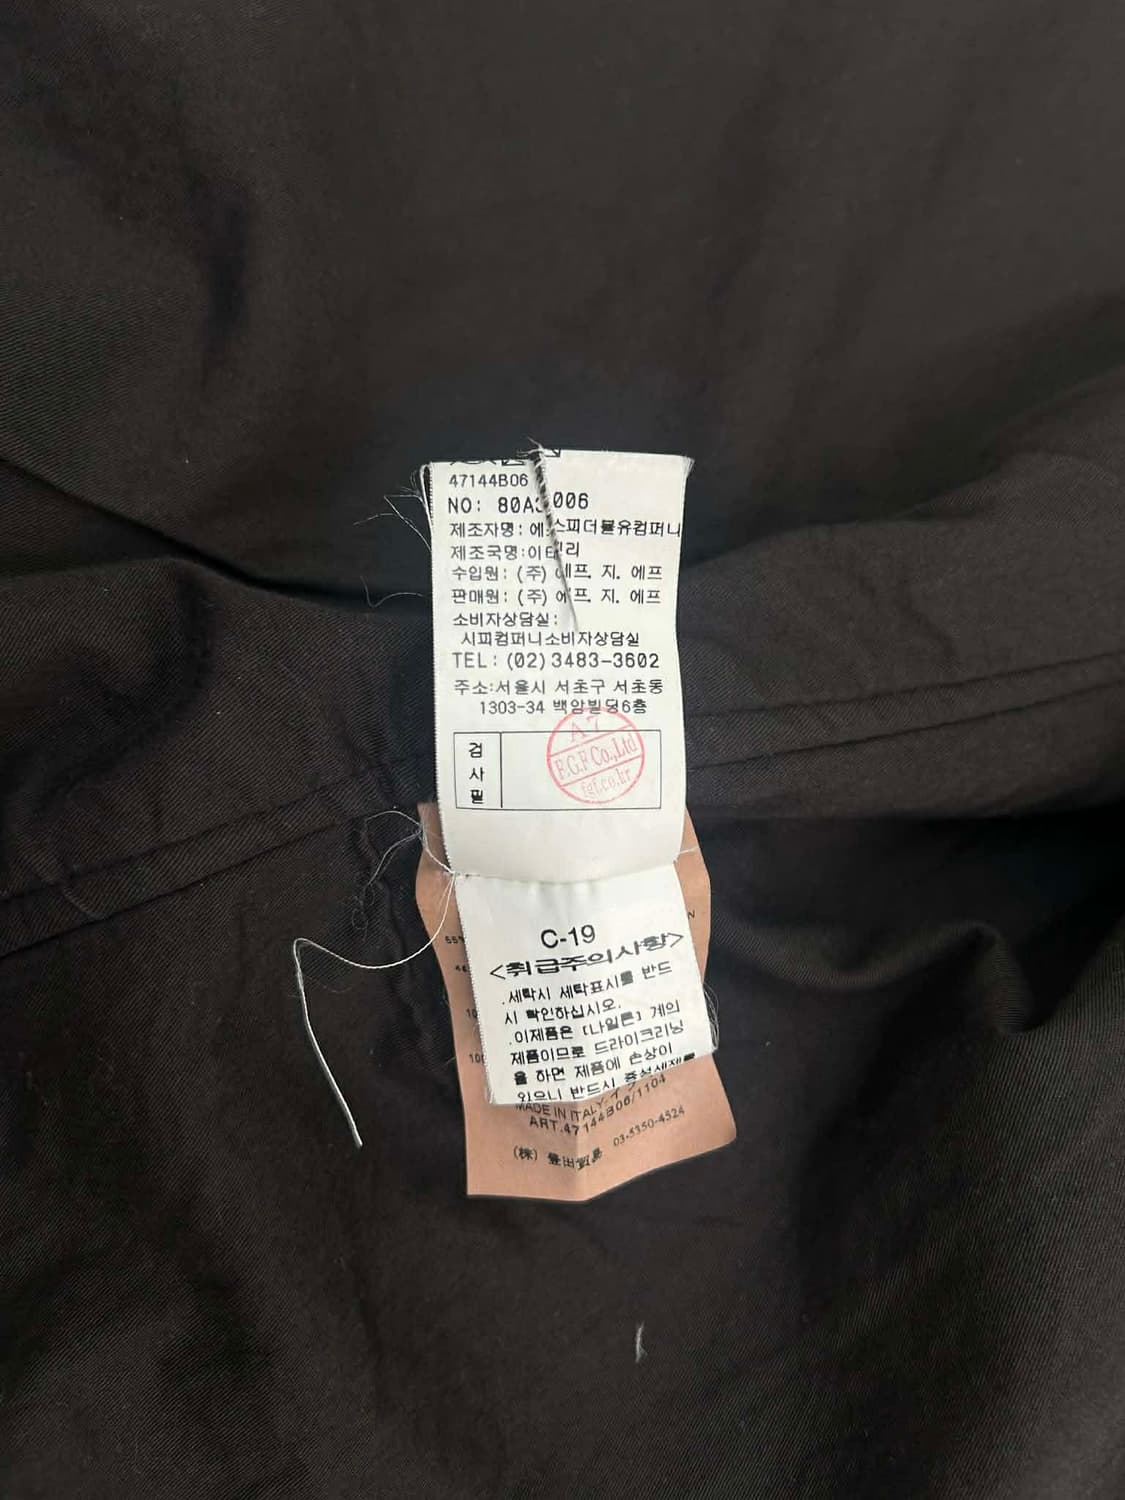 47144B06
NO: 80A3006
제조자명: 에스피더블유컴퍼니
제조국명:이태리
수입원: (주) 에프. 지. 에프
판매원: (주) 에프. 지. 에프
소비자상담실:
시피컴퍼니소비자상담실
TEL: (02)3483-3602
주소:서울시 서초구 서초동
1303-34 백암빌딩6층
검사필
A 7
F.G.F Co.,Ltd
fgf.co.kr
C-19
<취급주의사항>
.세탁시 세탁표시를 반드
시 확인하십시오.
.이제품은 [나일론] 계의
제품이므로 드라이크리닝
을 하면 제품에 손상이
있으니 반드시 중성세제를
MADE IN ITALY
ART.47144B06/1104
(株) 03-5350-4524